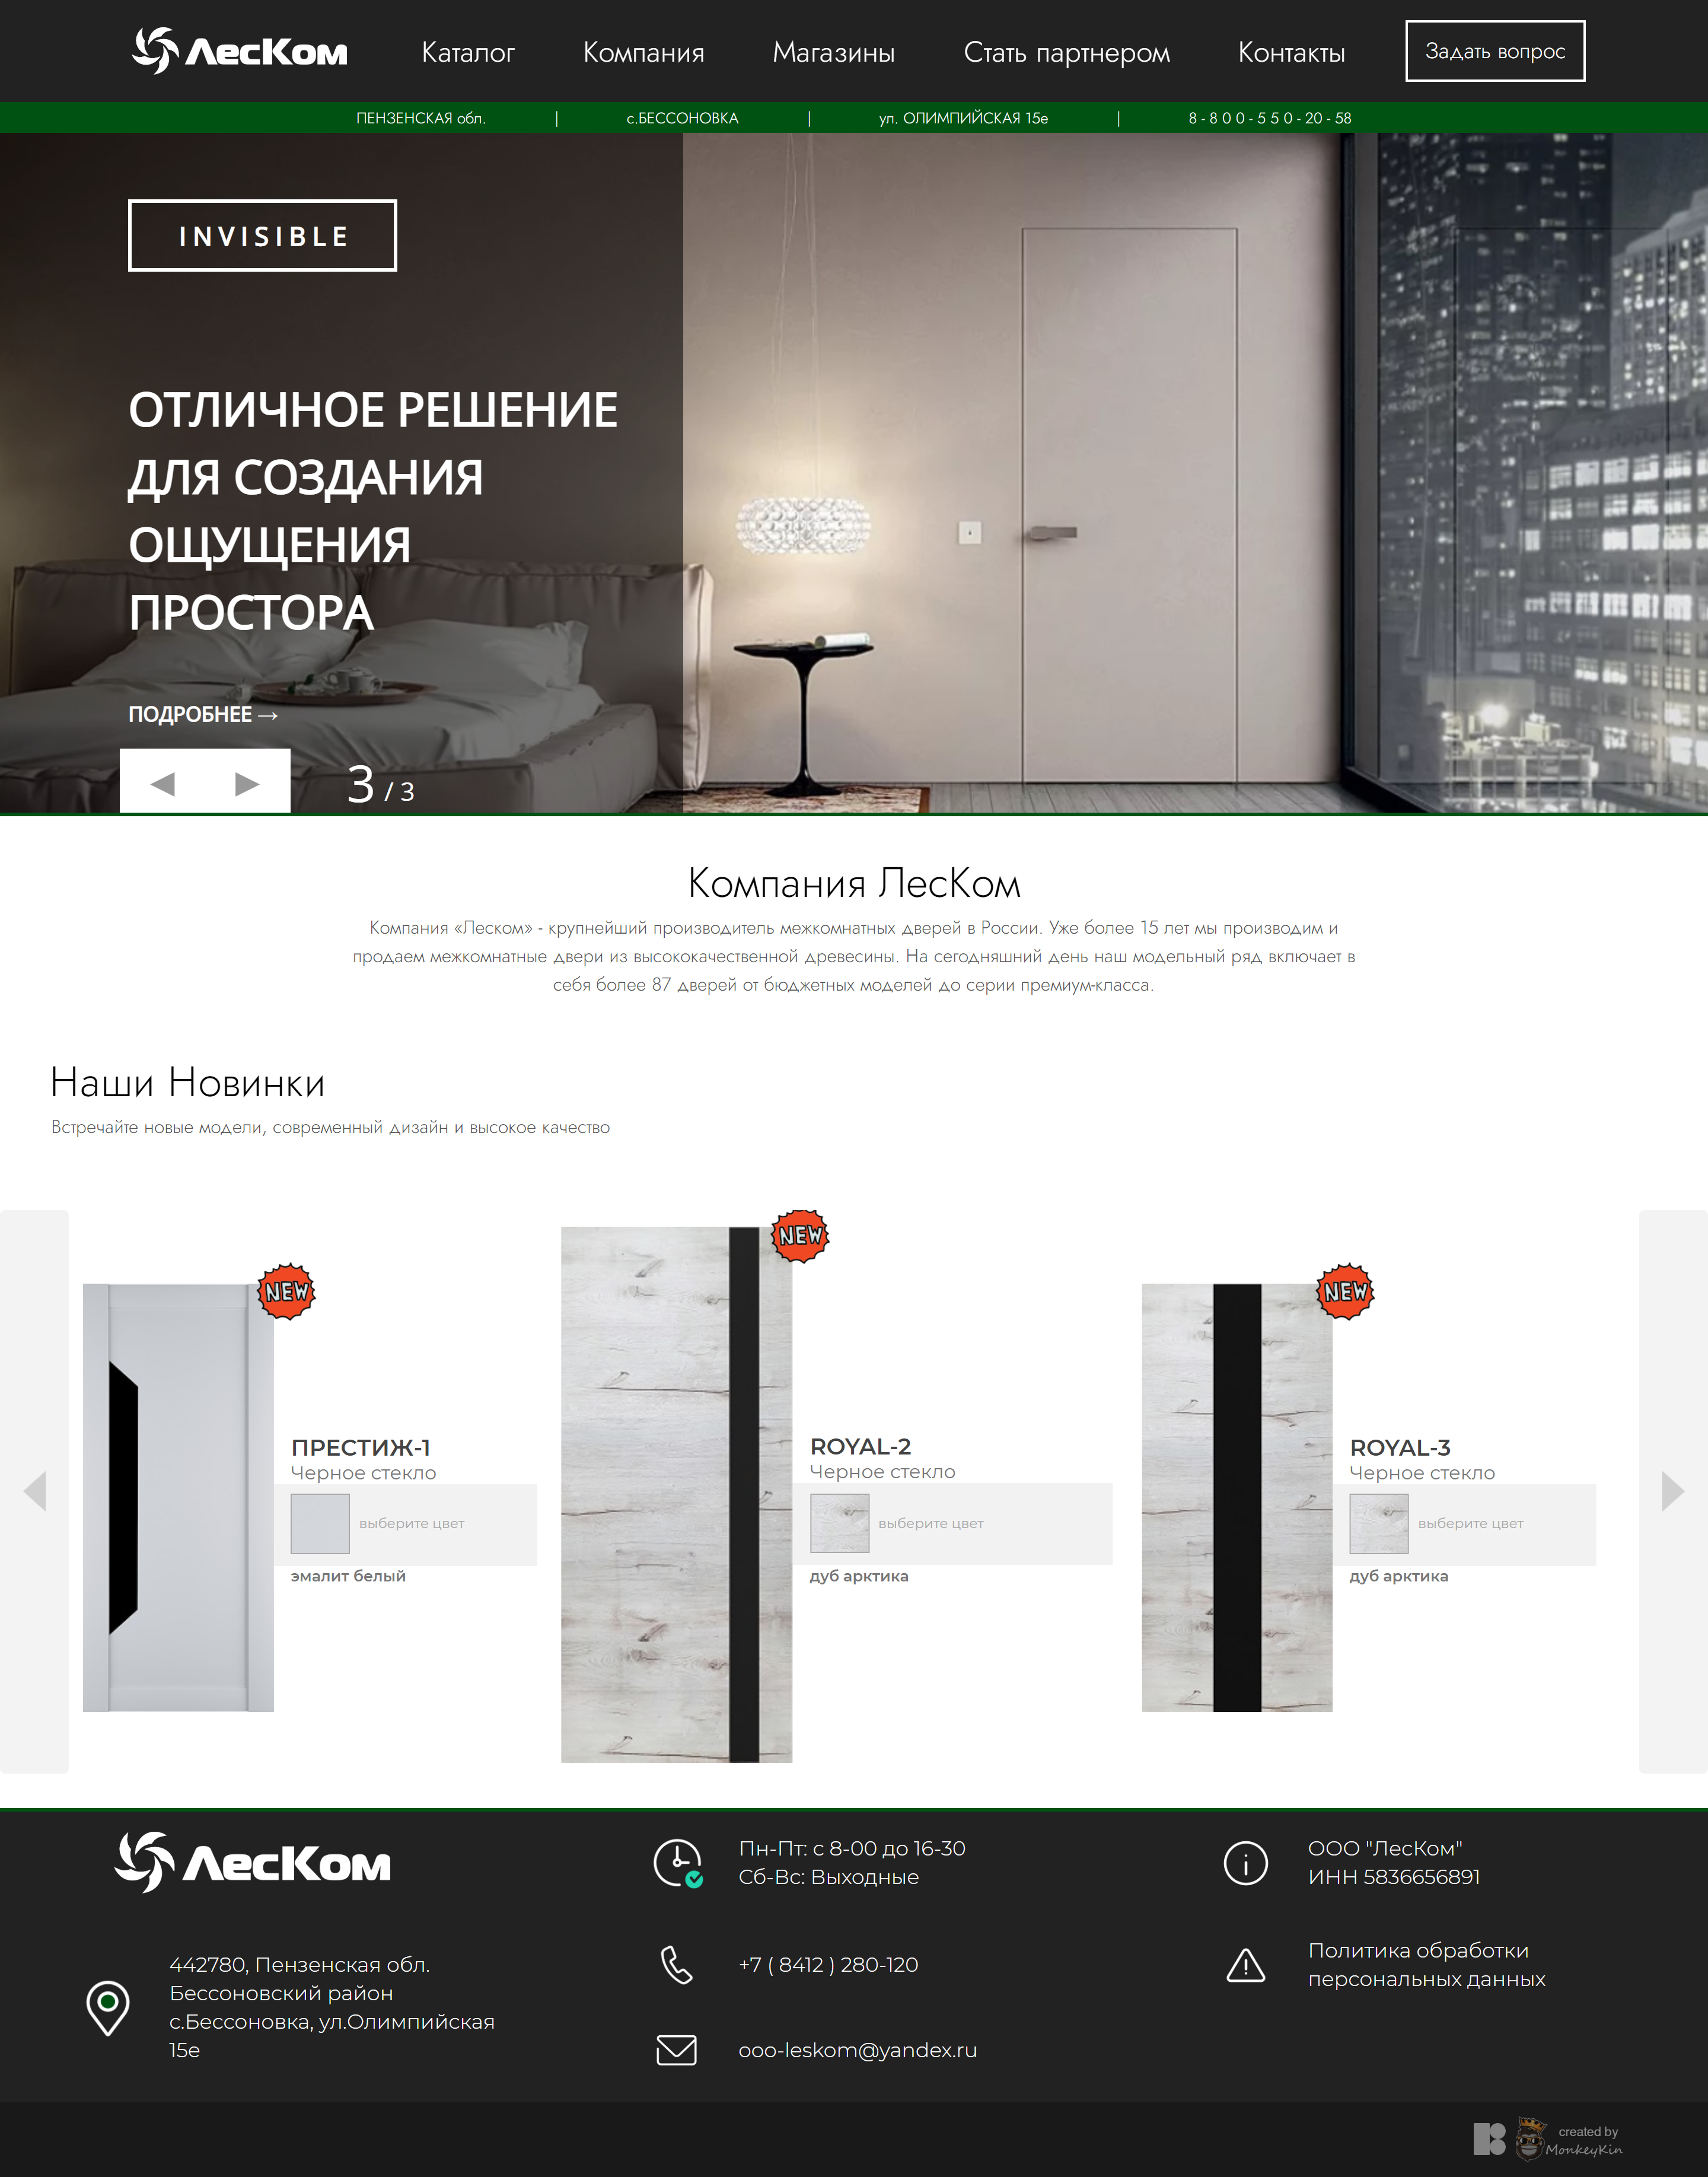 ЛесКом
Каталог
Компания
Магазины
Стать партнером
Контакты
Задать вопрос
ПЕНЗЕНСКАЯ обл. | с.БЕССОНОВКА | ул. ОЛИМПИЙСКАЯ 15е | 8 - 8 0 0 - 5 5 0 - 20 - 58
INVISIBLE
ОТЛИЧНОЕ РЕШЕНИЕ
ДЛЯ СОЗДАНИЯ
ОЩУЩЕНИЯ
ПРОСТОРА
ПОДРОБНЕЕ →
3 / 3
Компания ЛесКом
Компания «Леском» - крупнейший производитель межкомнатных дверей в России. Уже более 15 лет мы производим и
продаем межкомнатные двери из высококачественной древесины. На сегодняшний день наш модельный ряд включает в
себя более 87 дверей от бюджетных моделей до серии премиум-класса.
Наши Новинки
Встречайте новые модели, современный дизайн и высокое качество
NEW
ПРЕСТИЖ-1
Черное стекло
выберите цвет
эмалит белый
NEW
ROYAL-2
Черное стекло
выберите цвет
дуб арктика
NEW
ROYAL-3
Черное стекло
выберите цвет
дуб арктика
ЛесКом
442780, Пензенская обл.
Бессоновский район
с.Бессоновка, ул.Олимпийская
15е
Пн-Пт: с 8-00 до 16-30
Сб-Вс: Выходные
+7 ( 8412 ) 280-120
ooo-leskom@yandex.ru
ООО "ЛесКом"
ИНН 5836656891
Политика обработки
персональных данных
created by
MonkeyKin